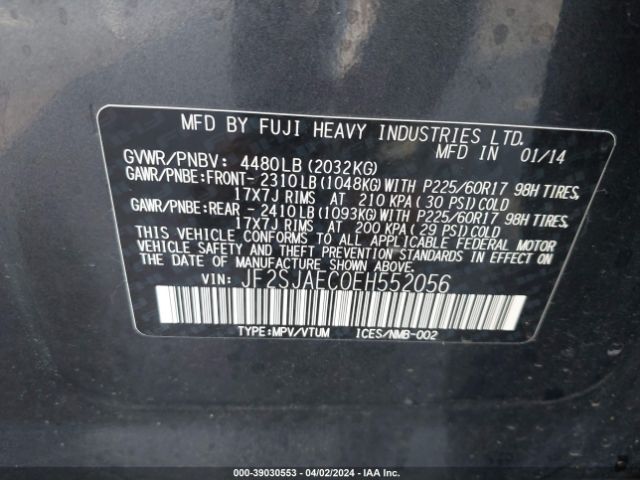 MFD BY FUJI HEAVY INDUSTRIES LTD.
MFD IN 01/14
GVWR/PNBV: 4480LB(2032KG)
GAWR/PNBE:FRONT- 2310LB(1048KG)WITH P225/60R17 98H TIRES,
17X7J RIMS AT 210 KPA( 30 PSI)COLD
GAWR/PNBE:REAR - 2410LB(1093KG)WITH P225/60R17 98H TIRES,
17X7J RIMS AT 200 KPA( 29 PSI)COLD
THIS VEHICLE CONFORMS TO ALL APPLICABLE FEDERAL MOTOR
VEHICLE SAFETY AND THEFT PREVENTION STANDARDS IN EFFECT ON
THE DATE OF MANUFACTURE SHOWN ABOVE.
VIN: JF2SJAEC0EH552056
TYPE:MPV/VTUM ICES/NMB-002
000-39030553 / 04/02/2024 - IAA Inc.